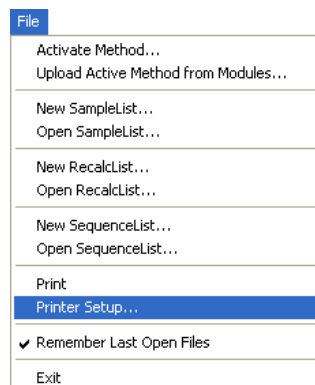 File
Activate Method...
Upload Active Method from Modules...
New SampleList...
Open SampleList...
New RecalcList...
Open RecalcList...
New SequenceList...
Open SequenceList...
Print
Printer Setup...
Remember Last Open Files
Exit